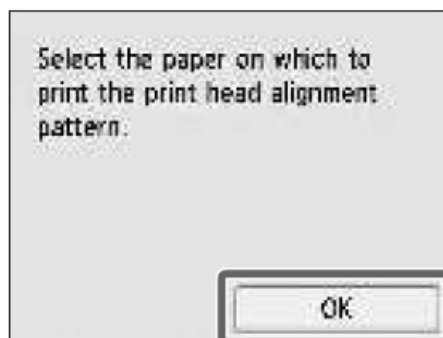 Select the paper on which to
print the print head alignment
pattern.
OK